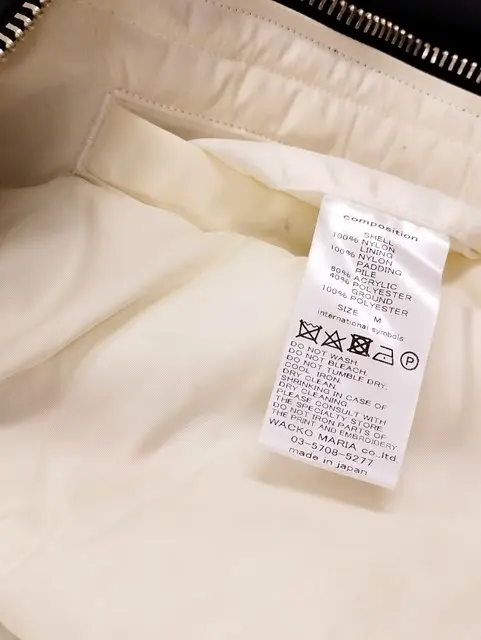 composition
SHELL
100% NYLON
LINING
100% NYLON
PADDING
PILE
60% ACRYLIC
40% POLYESTER
GROUND
100% POLYESTER
SIZE M
international symbols
P
DO NOT WASH.
DO NOT BLEACH.
DO NOT TUMBLE DRY.
COOL IRON.
DRY CLEAN.
SHRINKING IN CASE OF
DRY CLEANING
PLEASE CONSULT WITH
THE SPECIALTY STORE
DO NOT IRON PARTS OF
THE PRINT AND EMBROIDERY
WACKO MARIA co.,ltd
03-5708-5277
made in japan